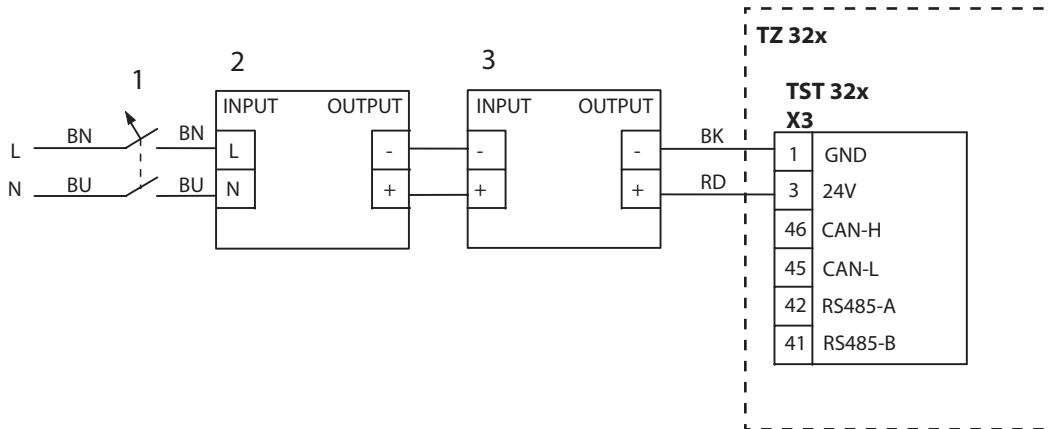 TZ 32x
1
2
3
TST 32x
X3
INPUT OUTPUT
INPUT OUTPUT
L BN BN L - - - BK 1 GND
N BU BU N + + + RD 3 24V
46 CAN-H
45 CAN-L
42 RS485-A
41 RS485-B